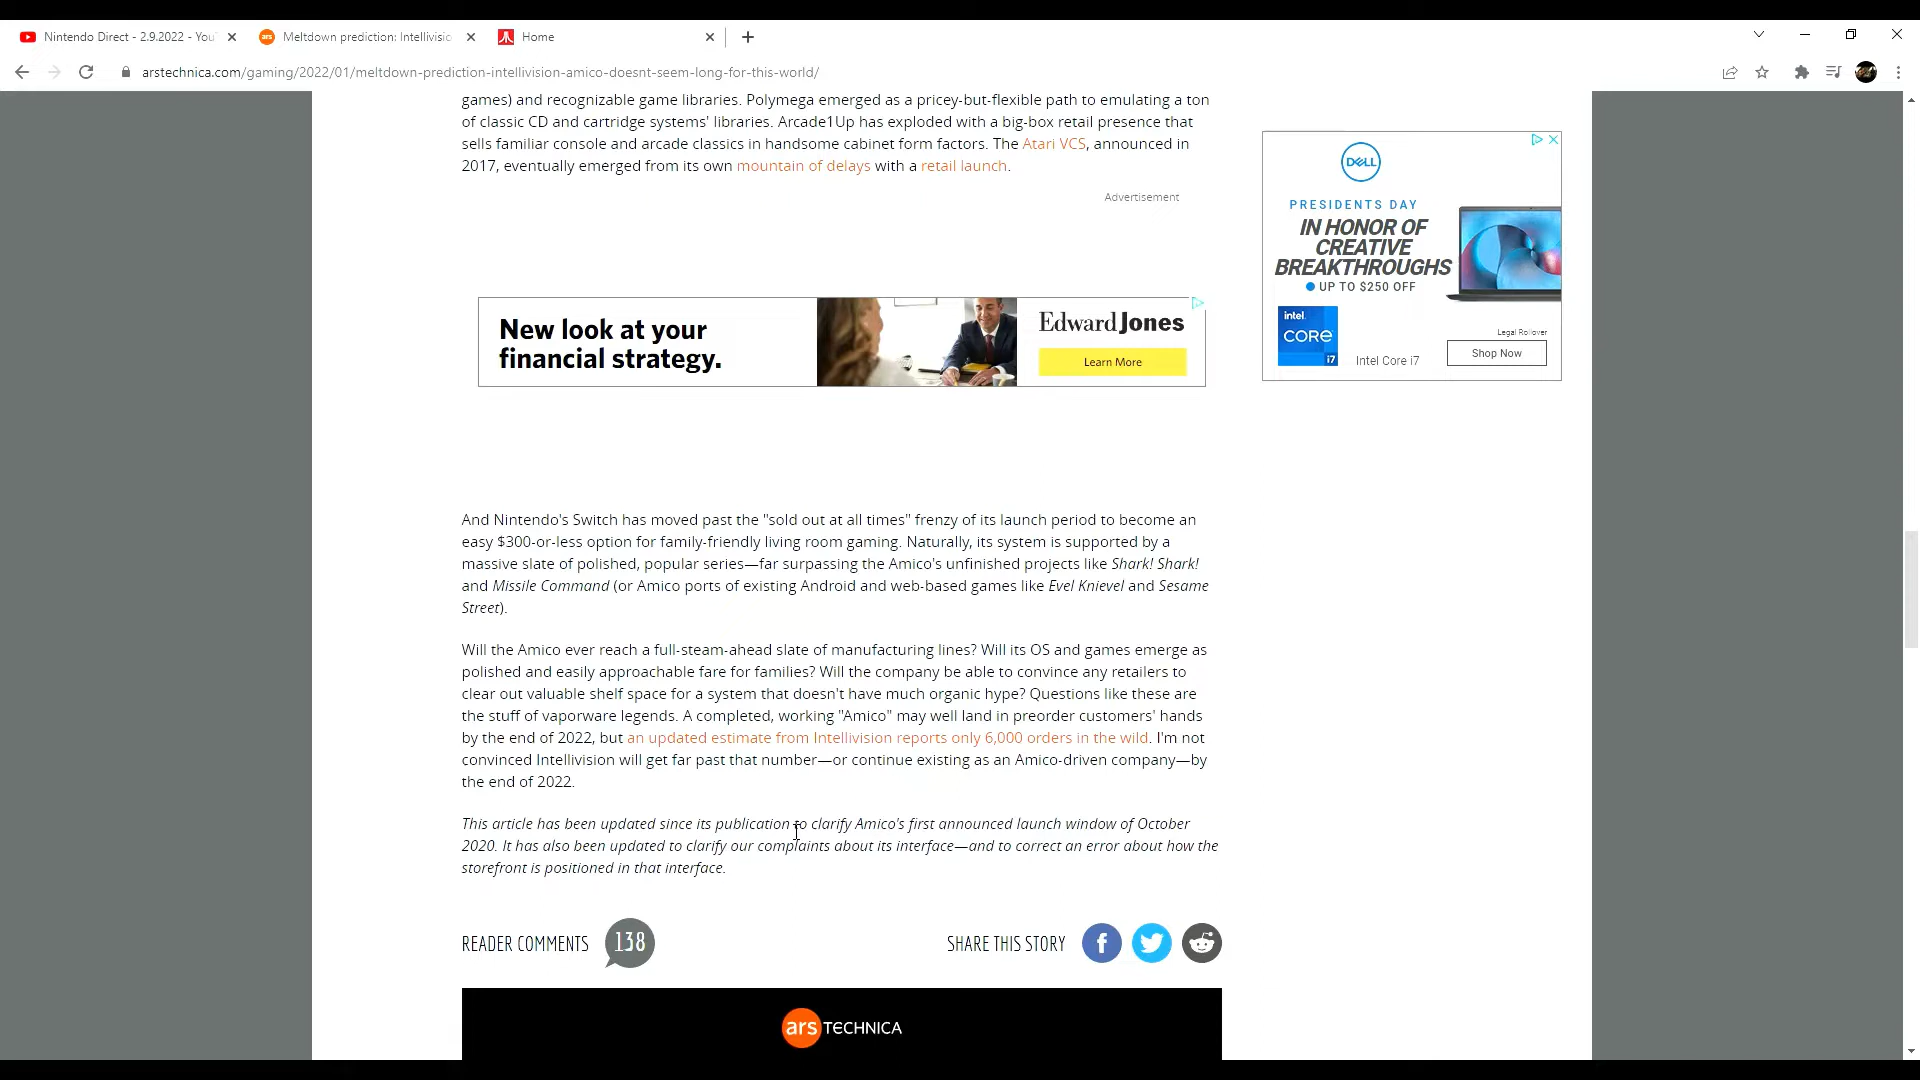 Nintendo Direct - 2.9.2022 - You
Meltdown prediction: Intellivisio
Home
arstechnica.com/gaming/2022/01/meltdown-prediction-intellivision-amico-doesnt-seem-long-for-this-world/
games) and recognizable game libraries. Polymega emerged as a pricey-but-flexible path to emulating a ton
of classic CD and cartridge systems' libraries. Arcade1Up has exploded with a big-box retail presence that
sells familiar console and arcade classics in handsome cabinet form factors. The Atari VCS, announced in
2017, eventually emerged from its own mountain of delays with a retail launch.
Advertisement
New look at your
financial strategy.
Edward Jones
Learn More
DELL
PRESIDENTS DAY
IN HONOR OF
CREATIVE
BREAKTHROUGHS
UP TO $250 OFF
intel.
CORE
i7
Intel Core i7
Legal Rollover
Shop Now
And Nintendo's Switch has moved past the "sold out at all times" frenzy of its launch period to become an
easy $300-or-less option for family-friendly living room gaming. Naturally, its system is supported by a
massive slate of polished, popular series—far surpassing the Amico's unfinished projects like Shark! Shark!
and Missile Command (or Amico ports of existing Android and web-based games like Evel Knievel and Sesame
Street).
Will the Amico ever reach a full-steam-ahead slate of manufacturing lines? Will its OS and games emerge as
polished and easily approachable fare for families? Will the company be able to convince any retailers to
clear out valuable shelf space for a system that doesn't have much organic hype? Questions like these are
the stuff of vaporware legends. A completed, working "Amico" may well land in preorder customers' hands
by the end of 2022, but an updated estimate from Intellivision reports only 6,000 orders in the wild. I'm not
convinced Intellivision will get far past that number—or continue existing as an Amico-driven company—by
the end of 2022.
This article has been updated since its publication to clarify Amico's first announced launch window of October
2020. It has also been updated to clarify our complaints about its interface—and to correct an error about how the
storefront is positioned in that interface.
READER COMMENTS 138
SHARE THIS STORY
ars TECHNICA